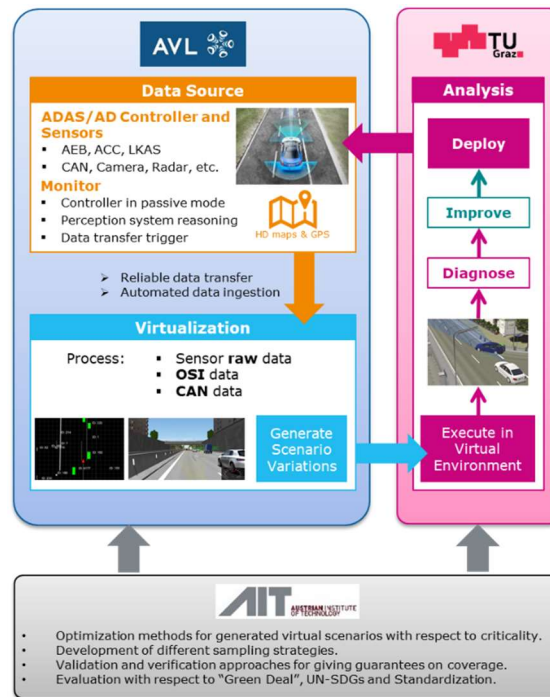 AVL
Data Source
ADAS/AD Controller and
Sensors
▪ AEB, ACC, LKAS
▪ CAN, Camera, Radar, etc.
Monitor
▪ Controller in passive mode
▪ Perception system reasoning
▪ Data transfer trigger
HD maps & GPS
➢ Reliable data transfer
➢ Automated data ingestion
Virtualization
Process:
▪ Sensor raw data
▪ OSI data
▪ CAN data
Generate
Scenario
Variations
TU
Graz
Analysis
Deploy
Improve
Diagnose
Execute in
Virtual
Environment
AIT
AUSTRIAN INSTITUTE
OF TECHNOLOGY
• Optimization methods for generated virtual scenarios with respect to criticality.
• Development of different sampling strategies.
• Validation and verification approaches for giving guarantees on coverage.
• Evaluation with respect to “Green Deal”, UN-SDGs and Standardization.